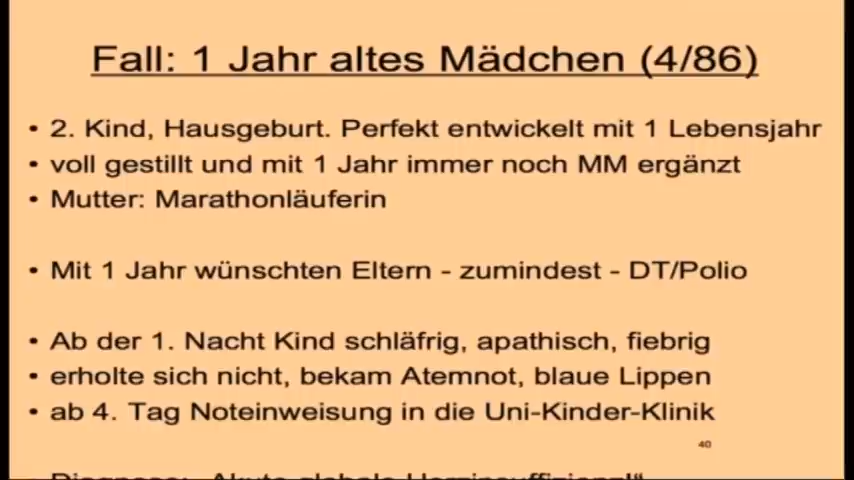 Fall: 1 Jahr altes Mädchen (4/86)
• 2. Kind, Hausgeburt. Perfekt entwickelt mit 1 Lebensjahr
• voll gestillt und mit 1 Jahr immer noch MM ergänzt
• Mutter: Marathonläuferin
• Mit 1 Jahr wünschten Eltern - zumindest - DT/Polio
• Ab der 1. Nacht Kind schläfrig, apathisch, fiebrig
• erholte sich nicht, bekam Atemnot, blaue Lippen
• ab 4. Tag Noteinweisung in die Uni-Kinder-Klinik
40
Diagnose: „Akute globale Herzinsuffizienz!“